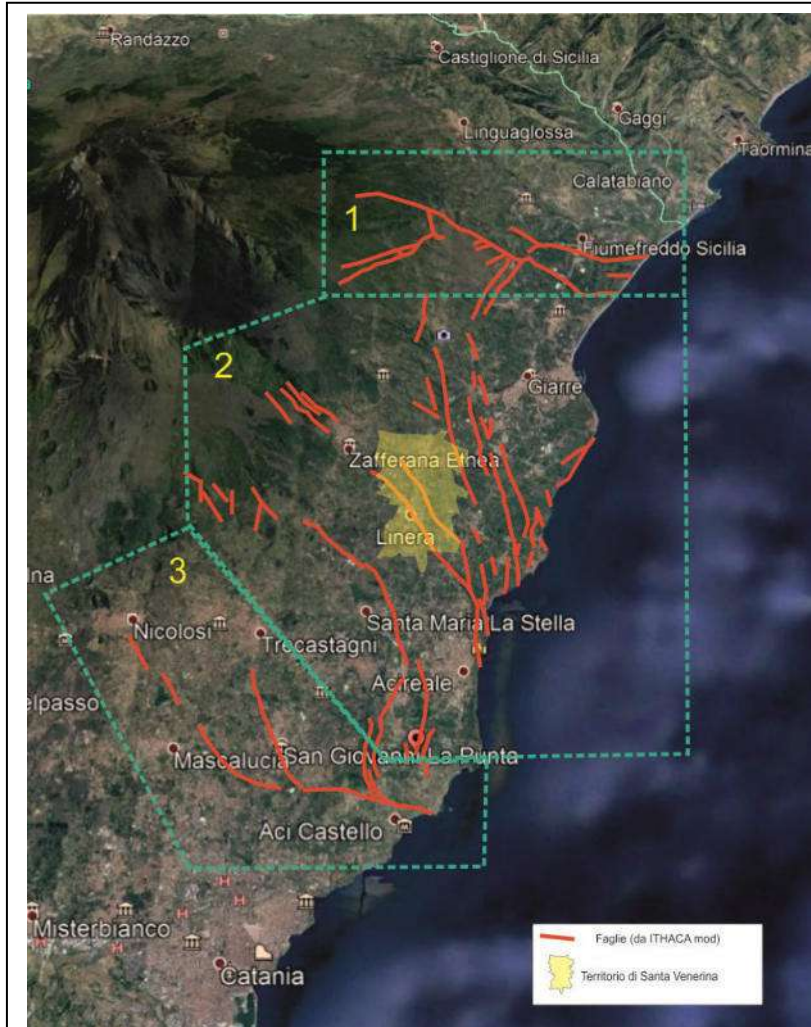 Randazzo
Castiglione di Sicilia
Linguaglossa
Gaggi
Taormina
Calatabiano
1
Fiumefreddo Sicilia
2
Giarre
Zafferana Etnea
Linera
3
Nicolosi
Santa Maria La Stella
Trecastagni
elpasso
Acireale
Mascalucia
San Giovanni La Punta
Aci Castello
Misterbianco
Catania
Faglie (da ITHACA mod)
Territorio di Santa Venerina